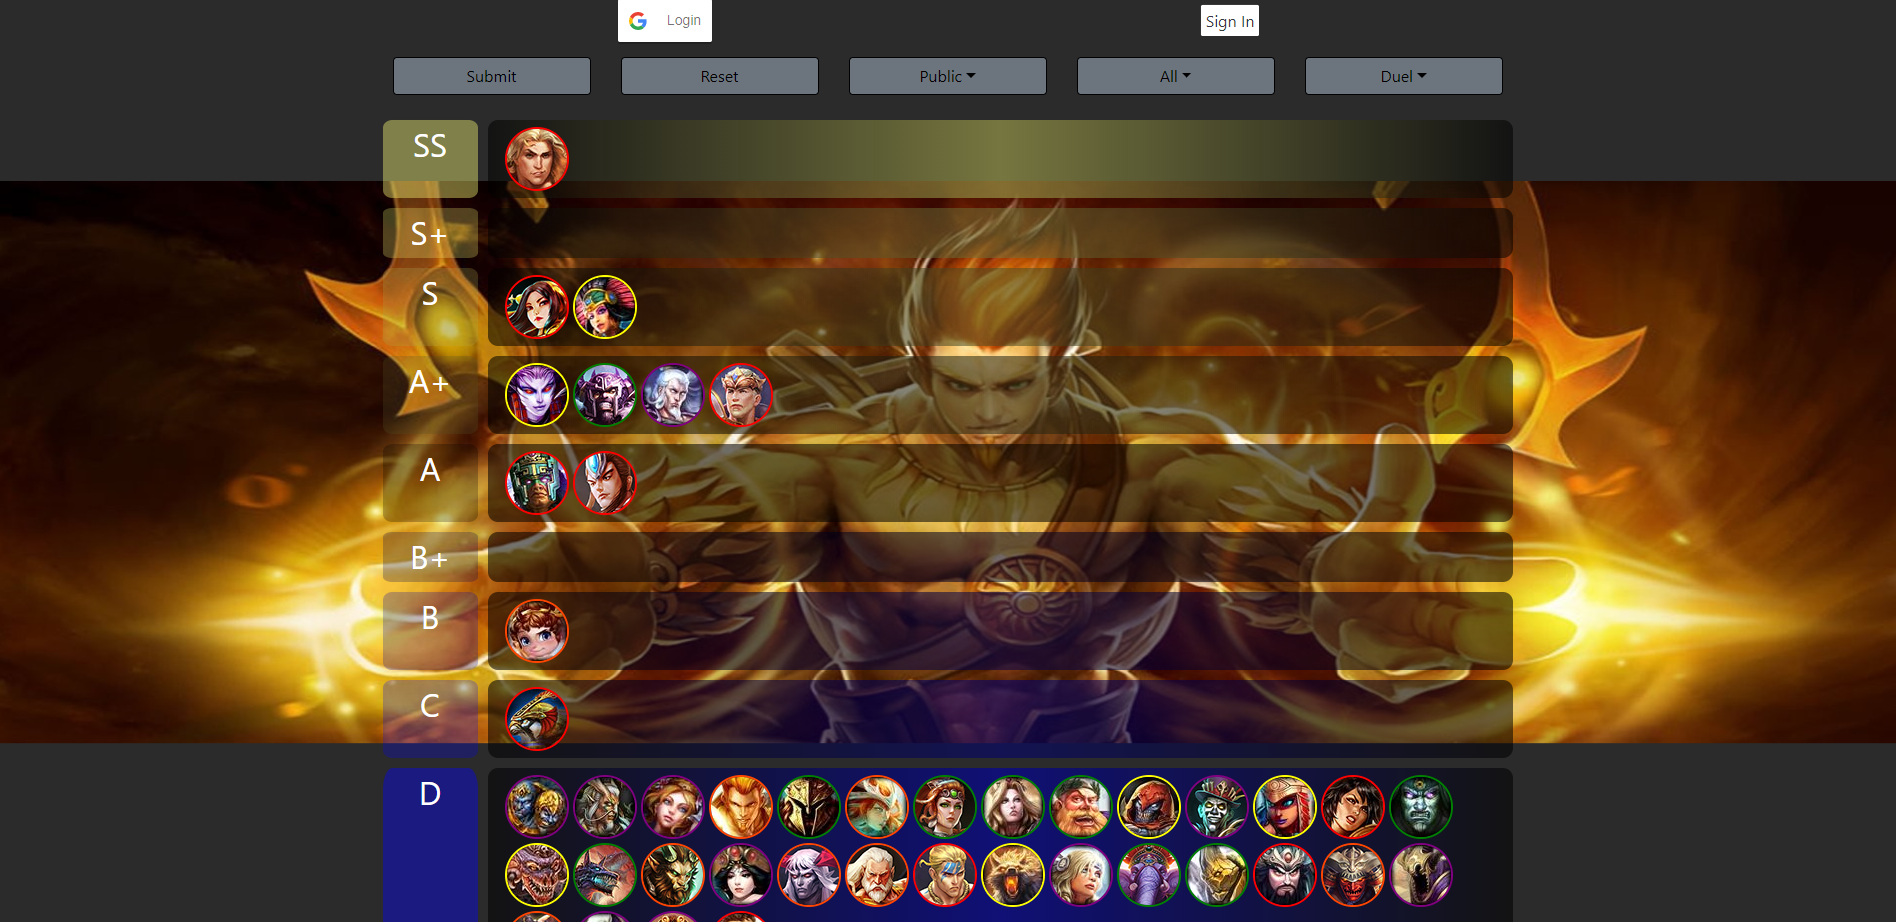 Login
Sign In
Submit
Reset
Public
All
Duel
SS
S+
S
A+
A
B+
B
C
D